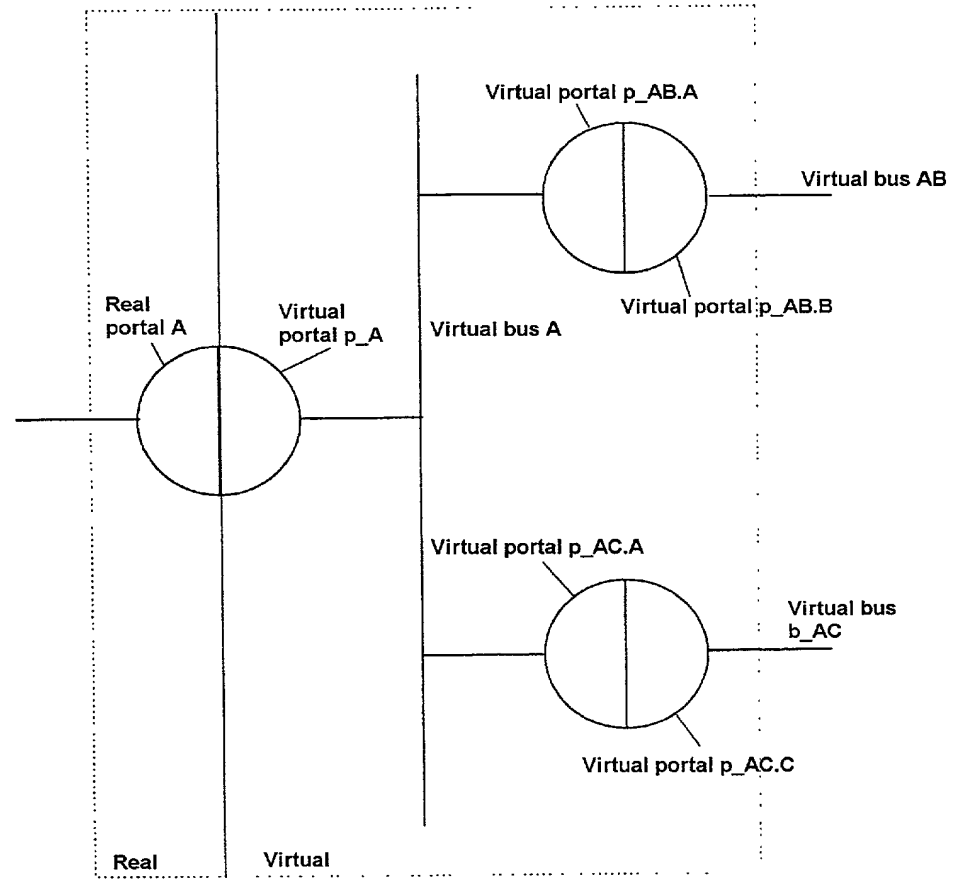 Virtual portal p_AB.A
Virtual bus AB
Real
portal A
Virtual
portal p_A
Virtual bus A
Virtual portal p_AB.B
Virtual portal p_AC.A
Virtual bus
b_AC
Virtual portal p_AC.C
Real
Virtual